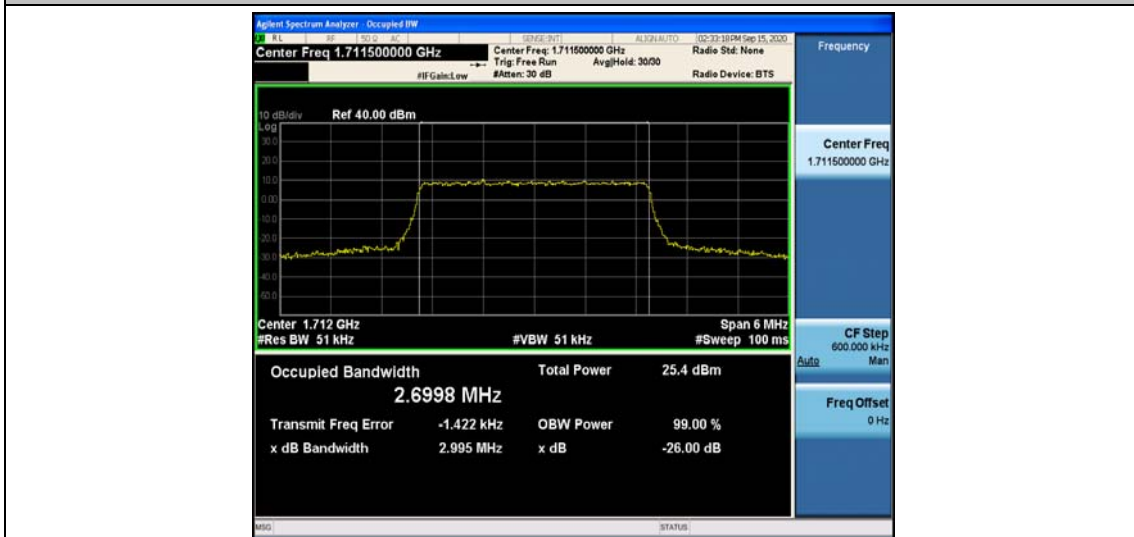 Agilent Spectrum Analyzer - Occupied BW
RL RF 50 Ω AC SENSE:INT ALIGN AUTO 02:33:18 PM Sep 15, 2020
Center Freq 1.711500000 GHz
Center Freq: 1.711500000 GHz
Radio Std: None
Trig: Free Run Avg|Hold: 30/30
#IFGain:Low #Atten: 30 dB Radio Device: BTS
10 dB/div Ref 40.00 dBm
Log
30.0
20.0
10.0
0.00
-10.0
-20.0
-30.0
-40.0
-50.0
Center 1.712 GHz Span 6 MHz
#Res BW 51 kHz #VBW 51 kHz #Sweep 100 ms
Occupied Bandwidth Total Power 25.4 dBm
2.6998 MHz
Transmit Freq Error -1.422 kHz OBW Power 99.00 %
x dB Bandwidth 2.995 MHz x dB -26.00 dB
MSG STATUS
Frequency
Center Freq
1.711500000 GHz
CF Step
600.000 kHz
Auto Man
Freq Offset
0 Hz